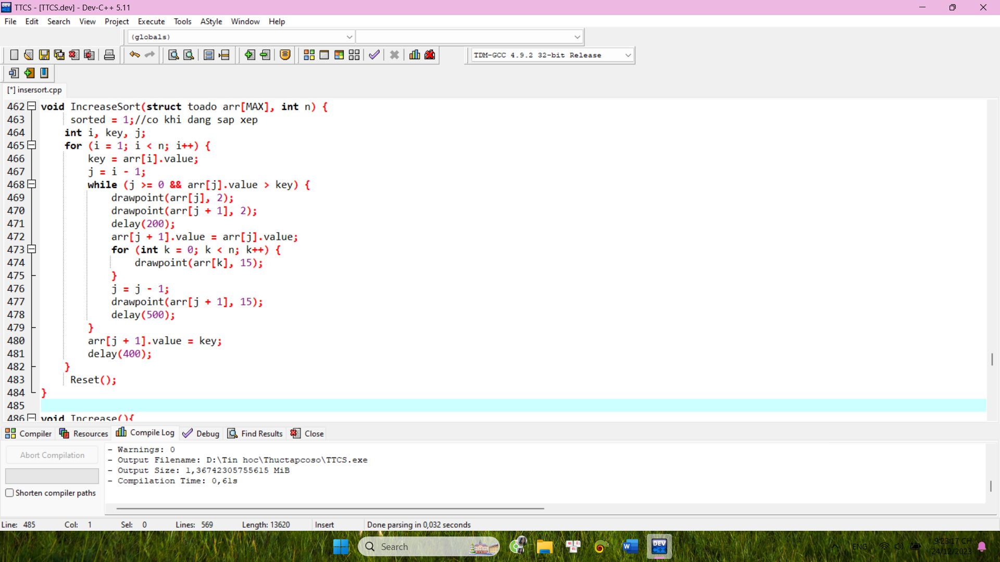 TTCS - [TTCS.dev] - Dev-C++ 5.11
File Edit Search View Project Execute Tools AStyle Window Help
(globals)
TDM-GCC 4.9.2 32-bit Release
[*] insersort.cpp
462 void IncreaseSort(struct toado arr[MAX], int n) {
463 sorted = 1;//co khi dang sap xep
464 int i, key, j;
465 for (i = 1; i < n; i++) {
466 key = arr[i].value;
467 j = i - 1;
468 while (j >= 0 && arr[j].value > key) {
469 drawpoint(arr[j], 2);
470 drawpoint(arr[j + 1], 2);
471 delay(200);
472 arr[j + 1].value = arr[j].value;
473 for (int k = 0; k < n; k++) {
474 drawpoint(arr[k], 15);
475 }
476 j = j - 1;
477 drawpoint(arr[j + 1], 15);
478 delay(500);
479 }
480 arr[j + 1].value = key;
481 delay(400);
482 }
483 Reset();
484 }
485
486 void Increase(){
Compiler Resources Compile Log Debug Find Results Close
Abort Compilation
Shorten compiler paths
- Warnings: 0
- Output Filename: D:\Tin hoc\Thuctapcoso\TTCS.exe
- Output Size: 1,36742305755615 MiB
- Compilation Time: 0,61s
Line: 485 Col: 1 Sel: 0 Lines: 569 Length: 13620 Insert Done parsing in 0,032 seconds
Search
DEV C++
ENG
9:23:17 CH
24/12/2023